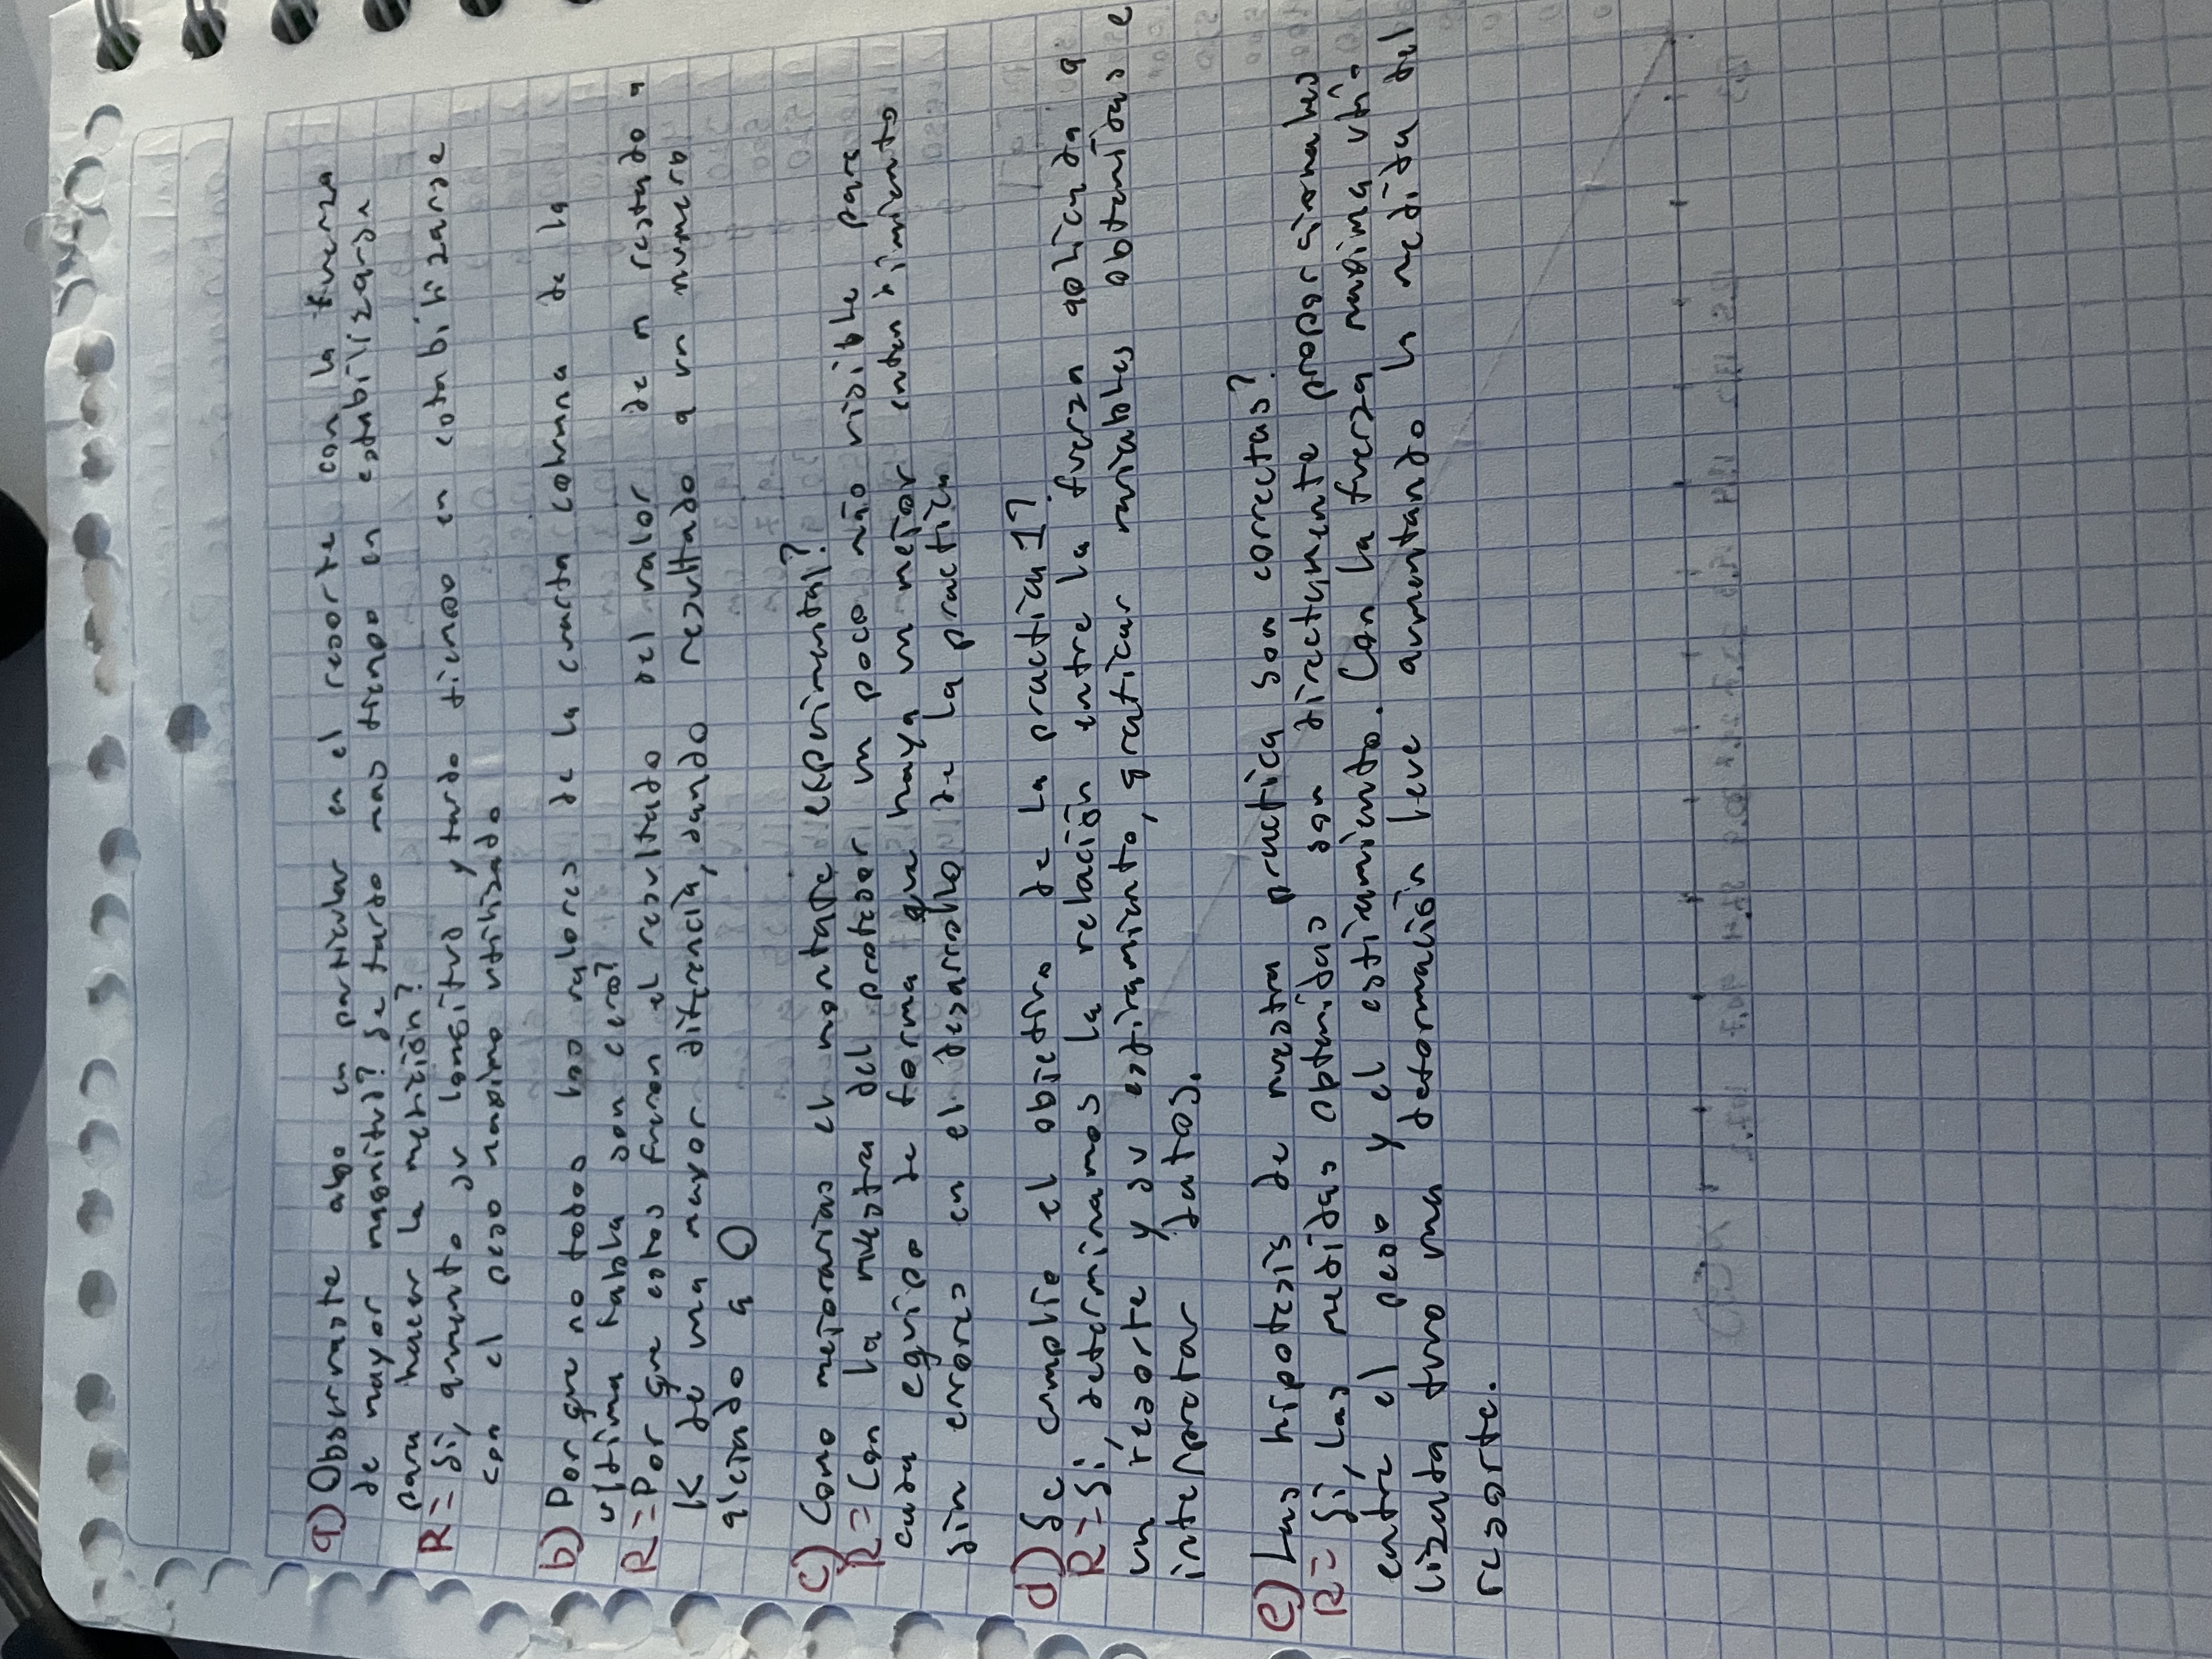 a) Observaste algo en particular en el resorte con la fuerza
de mayor magnitud? Se tardo mas tiempo en estabilizarse
para hacer la medición?
R= Si, aumento su longitud y tardo tiempo en estabilizarse
con el peso maximo utilizado
b) Por que no todos los valores de la cuarta columna de la
ultima tabla son cero?
R= Por que estos fueron el resultado del valor de m restado a
K de una mayor diferencia, dando resultado a un numero
alejado a 0
c) Como mejorarias el montaje experimental?
R= Con la muestra del profesor un poco más visible para
cada equipo de forma que haya un mejor entendimiento
sin errores en el desarrollo de la practica
d) Se cumplio el objetivo de la practica 1?
R= Si, determinamos la relación entre la fuerza aplicada a
un resorte y su estiramiento, graficar variables obtenidas e
interpretar datos.
e) Las hipotesis de nuestra practica son correctas?
R= Si, Las medidas obtenidas son directamente proporcionales
entre el peso y el estiramiento. Con la fuerza maxima uti-
lizada tuvo una deformación leve aumentando la medida del
resorte.